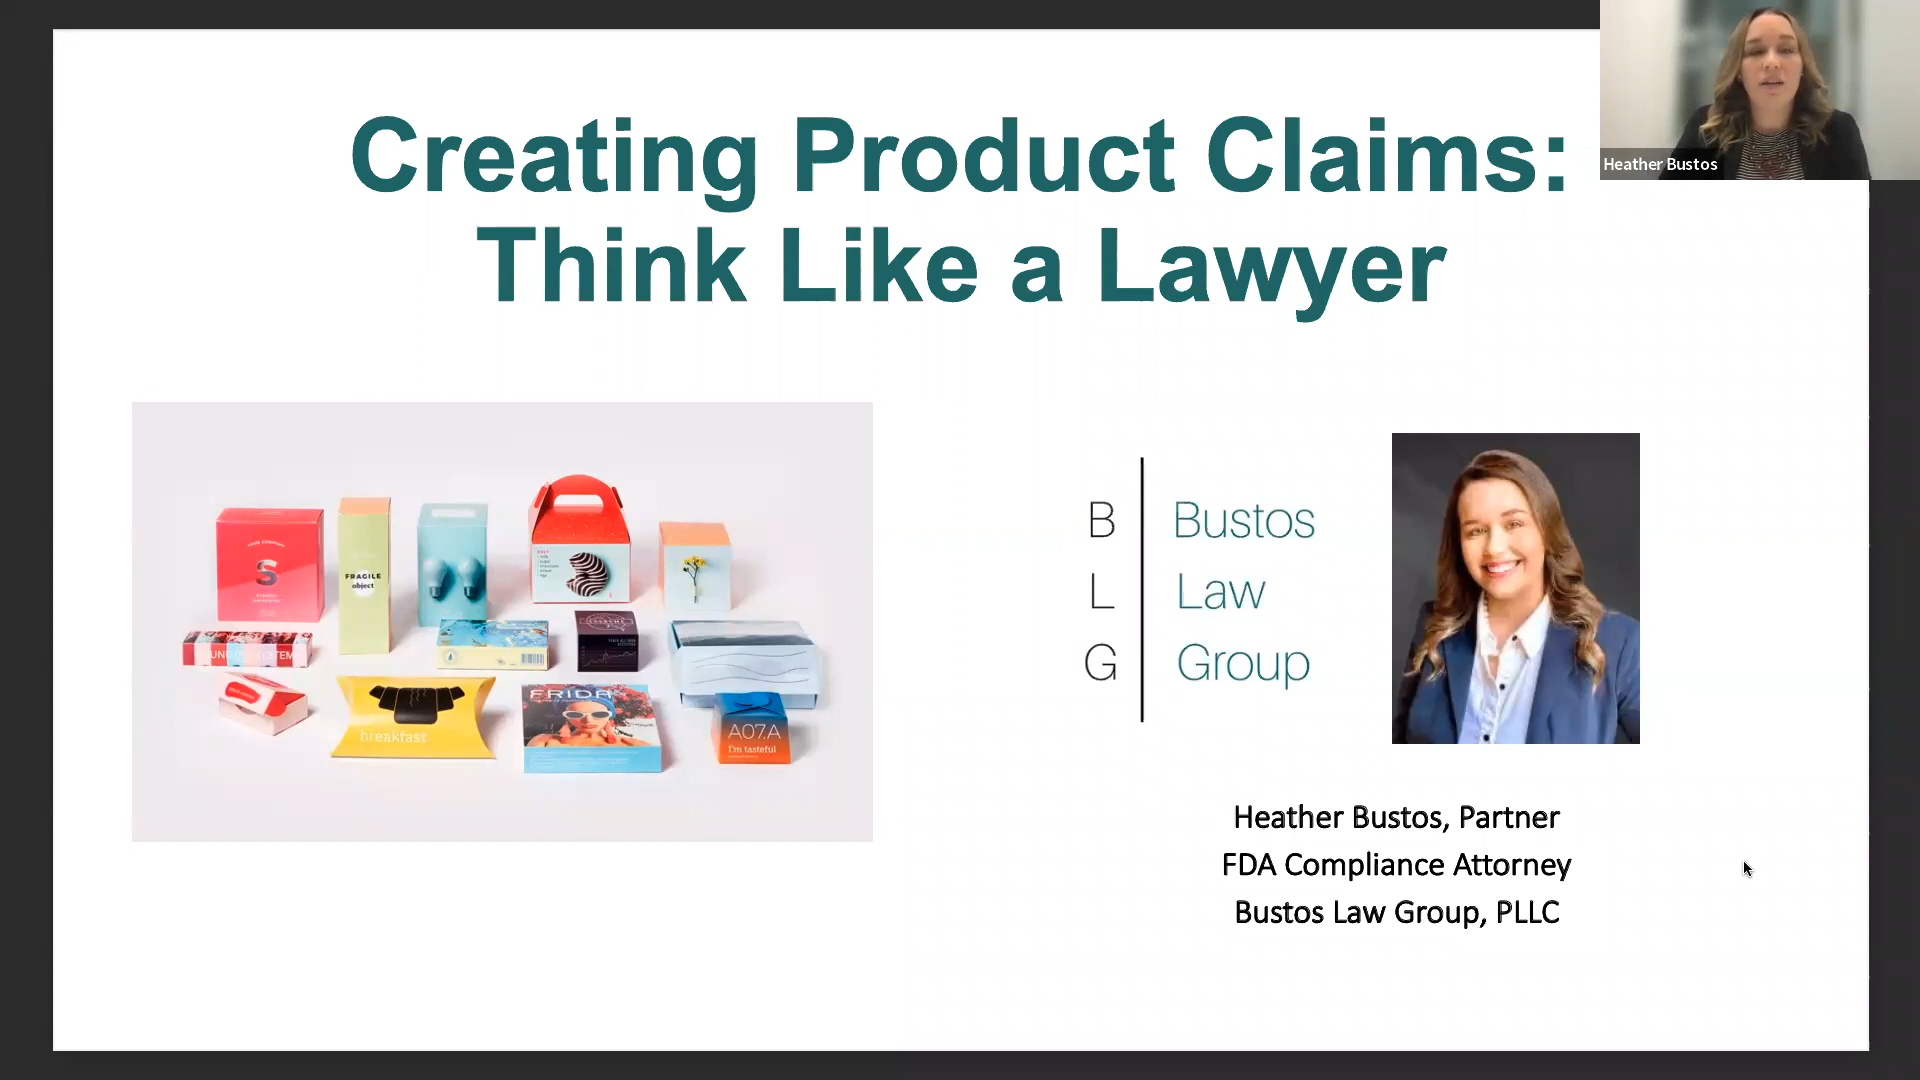 Creating Product Claims:
Think Like a Lawyer
Heather Bustos
S
FRAGILE
object
breakfast
FRIDA
A07.A
I'm tasteful
B Bustos
L Law
G Group
Heather Bustos, Partner
FDA Compliance Attorney
Bustos Law Group, PLLC